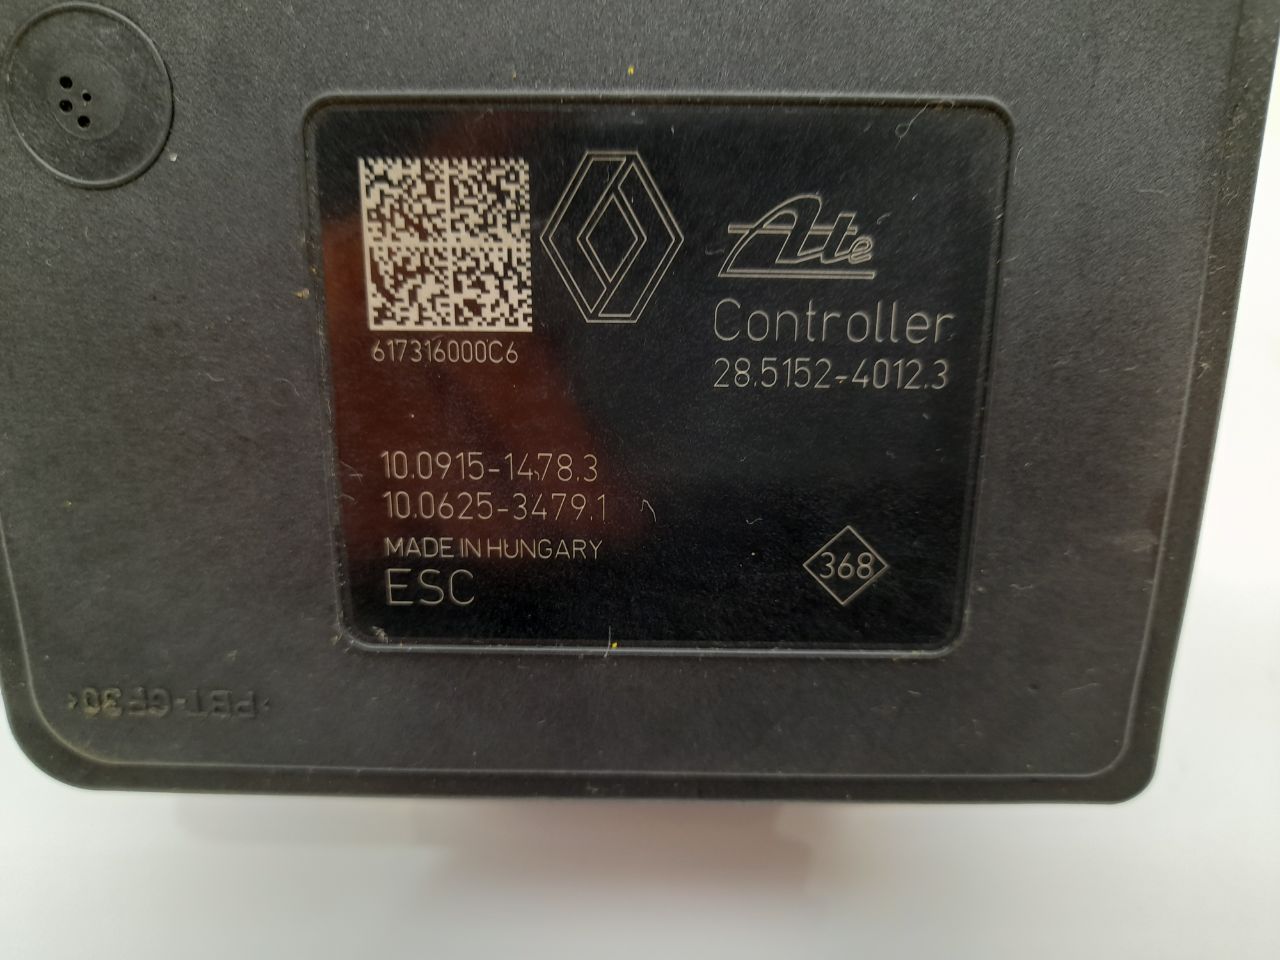 Ate
Controller
617316000C6
28.5152-4012.3
10.0915-1478.3
10.0625-3479.1
MADE IN HUNGARY
ESC
368
>PBT-GF30<